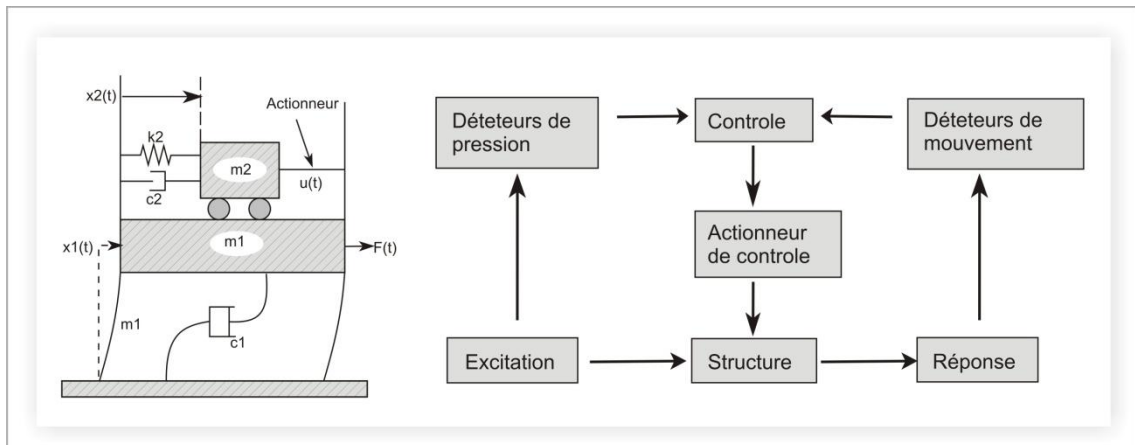 x2(t)
Actionneur
k2
m2
u(t)
c2
x1(t)
m1
F(t)
m1
c1
Déteteurs de
pression
Controle
Déteteurs de
mouvement
Actionneur
de controle
Excitation
Structure
Réponse